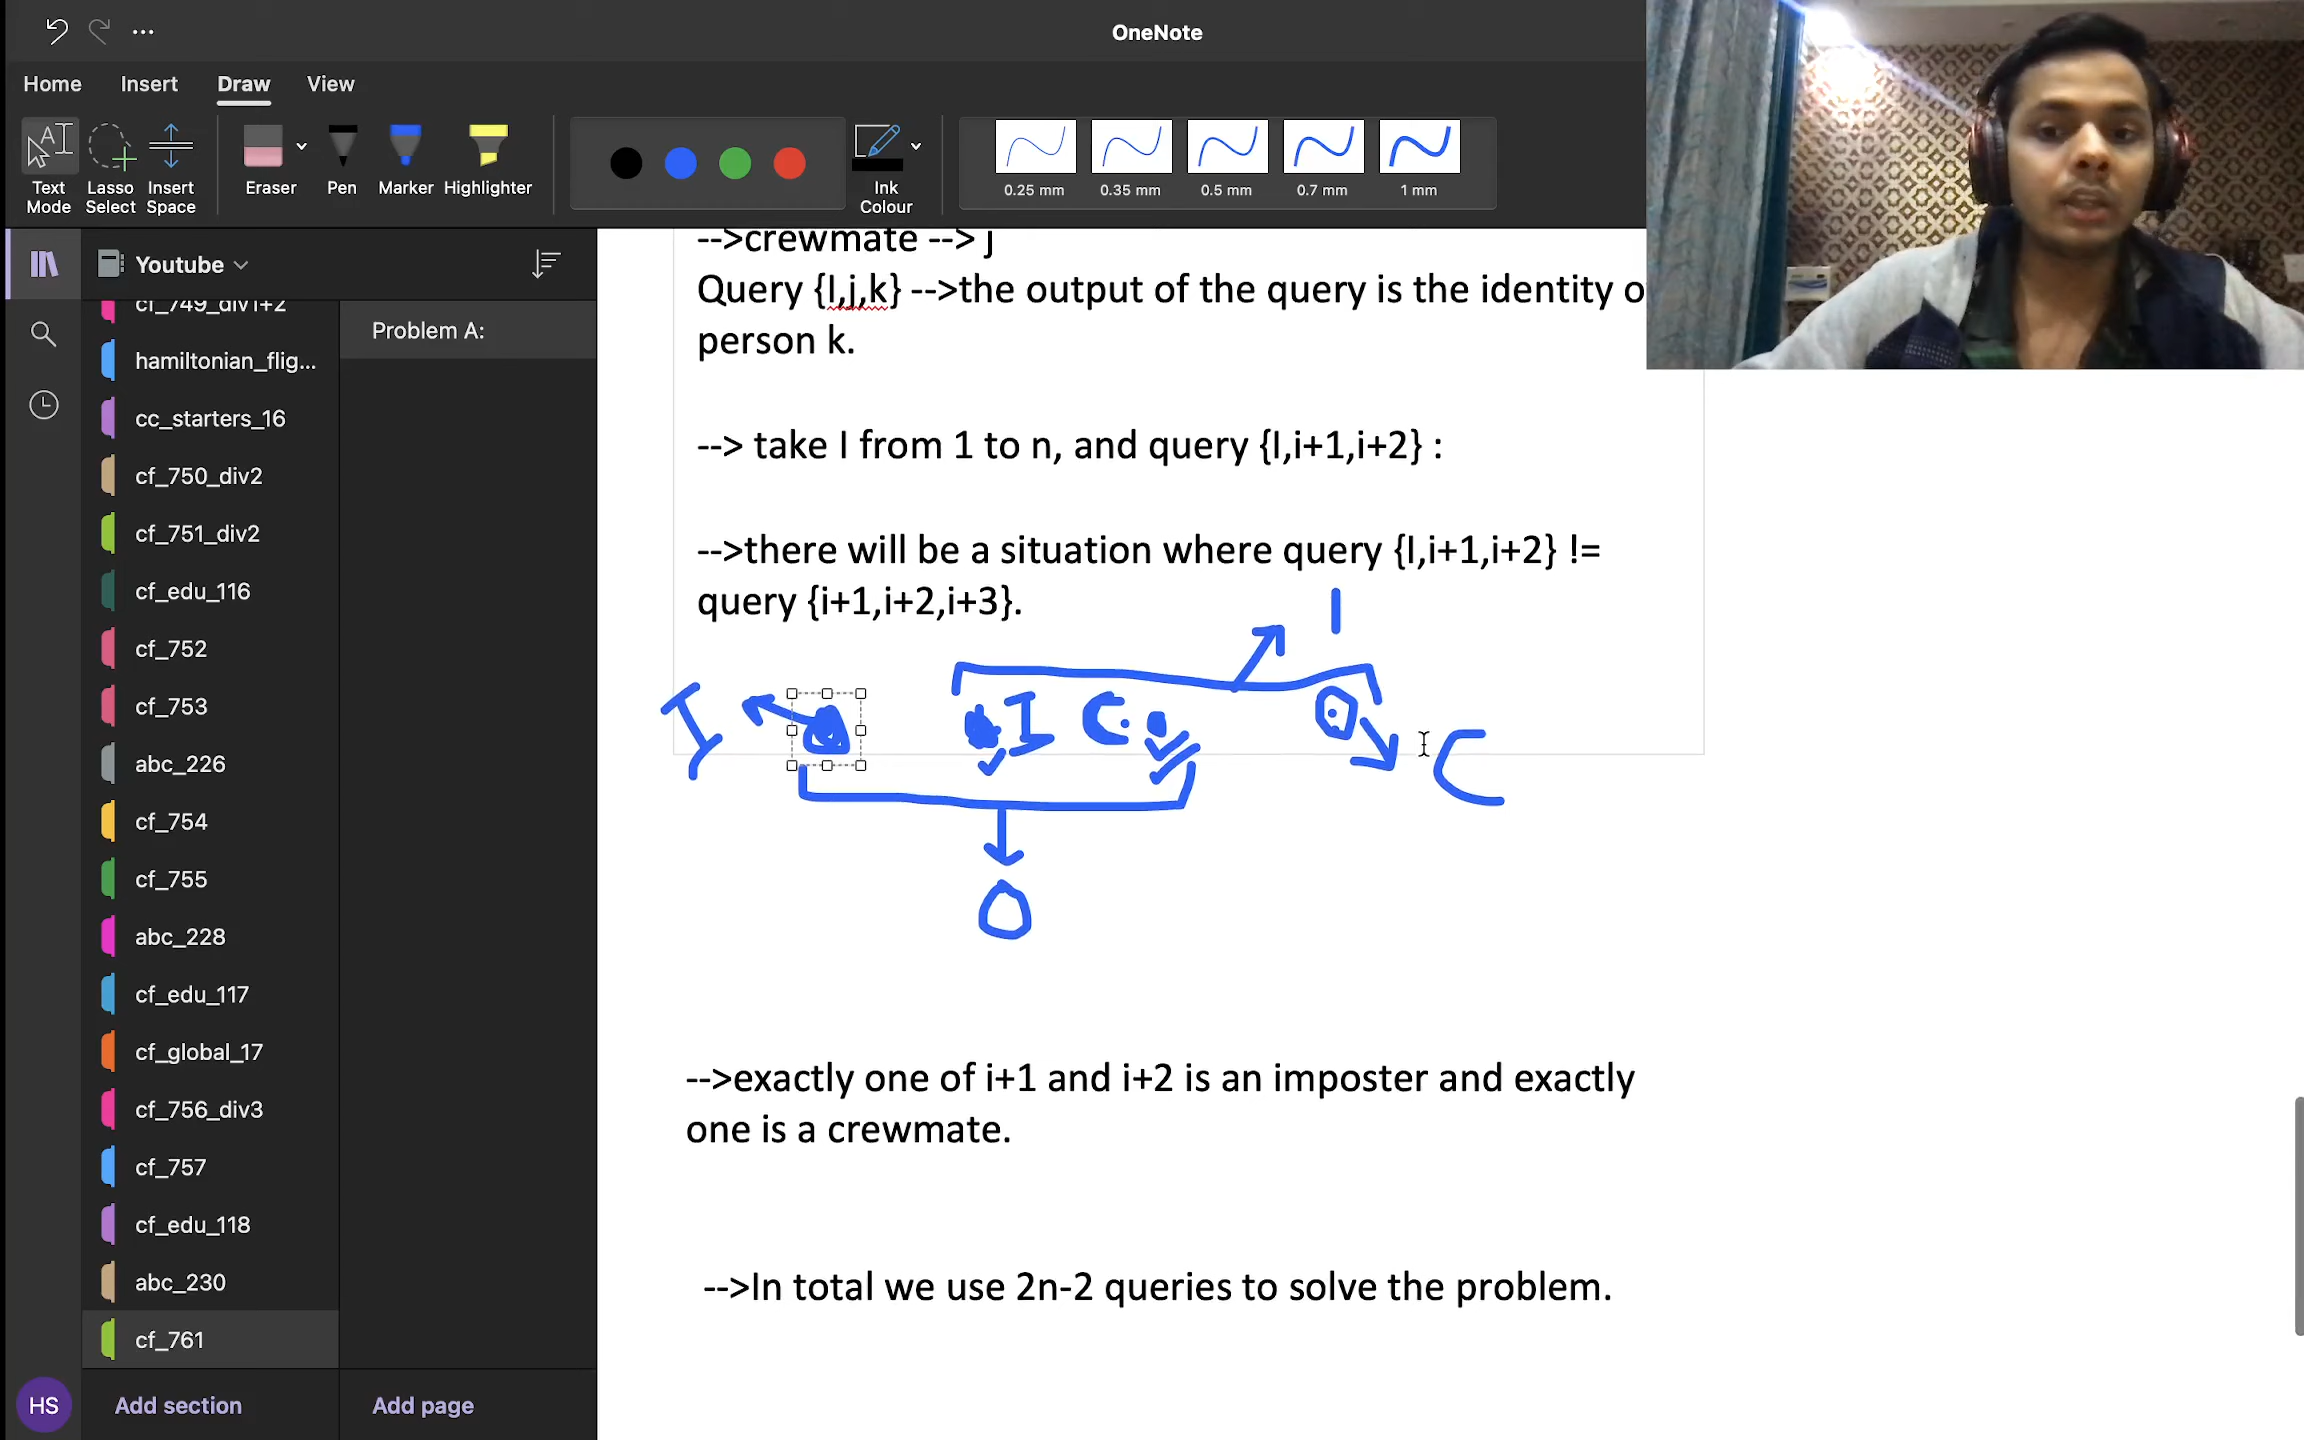 OneNote
Home Insert Draw View
Text Mode
Lasso Select
Insert Space
Eraser
Pen
Marker
Highlighter
Ink Colour
0.25 mm
0.35 mm
0.5 mm
0.7 mm
1 mm
Youtube
cf_749_div1+2
hamiltonian_flig...
cc_starters_16
cf_750_div2
cf_751_div2
cf_edu_116
cf_752
cf_753
abc_226
cf_754
cf_755
abc_228
cf_edu_117
cf_global_17
cf_756_div3
cf_757
cf_edu_118
abc_230
cf_761
HS
Add section
Problem A:
Add page
-->crewmate --> j
Query {I,j,k} -->the output of the query is the identity o
person k.
--> take I from 1 to n, and query {I,i+1,i+2} :
-->there will be a situation where query {I,i+1,i+2} !=
query {i+1,i+2,i+3}.
1
I I C C
0
-->exactly one of i+1 and i+2 is an imposter and exactly
one is a crewmate.
-->In total we use 2n-2 queries to solve the problem.